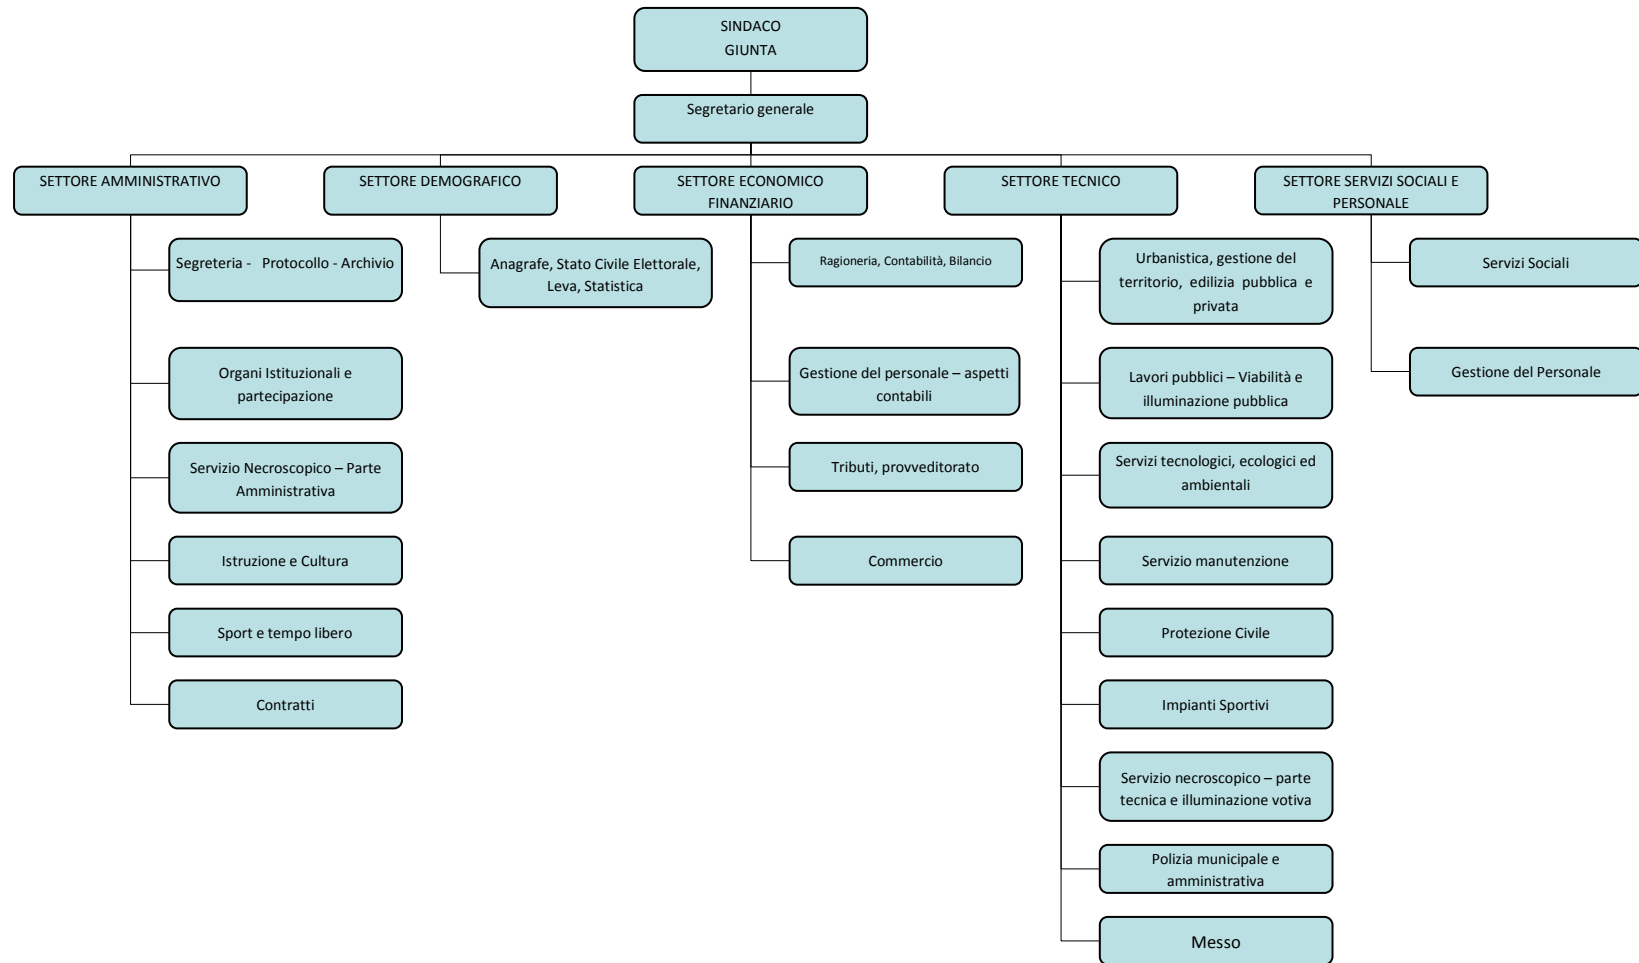 SINDACO
GIUNTA
Segretario generale
SETTORE AMMINISTRATIVO
SETTORE DEMOGRAFICO
SETTORE ECONOMICO
FINANZIARIO
SETTORE TECNICO
SETTORE SERVIZI SOCIALI E
PERSONALE
Segreteria - Protocollo - Archivio
Organi Istituzionali e
partecipazione
Servizio Necroscopico – Parte
Amministrativa
Istruzione e Cultura
Sport e tempo libero
Contratti
Anagrafe, Stato Civile Elettorale,
Leva, Statistica
Ragioneria, Contabilità, Bilancio
Gestione del personale – aspetti
contabili
Tributi, provveditorato
Commercio
Urbanistica, gestione del
territorio, edilizia pubblica e
privata
Lavori pubblici – Viabilità e
illuminazione pubblica
Servizi tecnologici, ecologici ed
ambientali
Servizio manutenzione
Protezione Civile
Impianti Sportivi
Servizio necroscopico – parte
tecnica e illuminazione votiva
Polizia municipale e
amministrativa
Messo
Servizi Sociali
Gestione del Personale